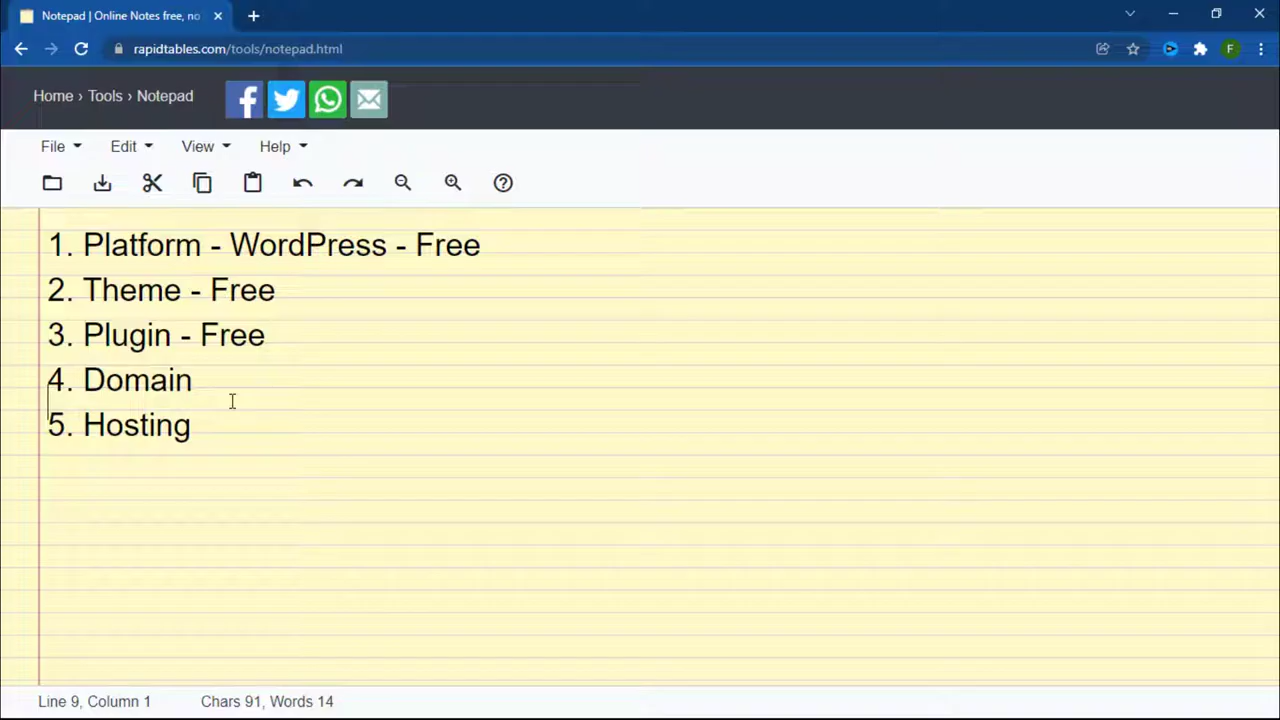 Notepad | Online Notes free, no
rapidtables.com/tools/notepad.html
F
Home › Tools › Notepad
File
Edit
View
Help
1. Platform - WordPress - Free
2. Theme - Free
3. Plugin - Free
4. Domain
5. Hosting
Line 9, Column 1
Chars 91, Words 14